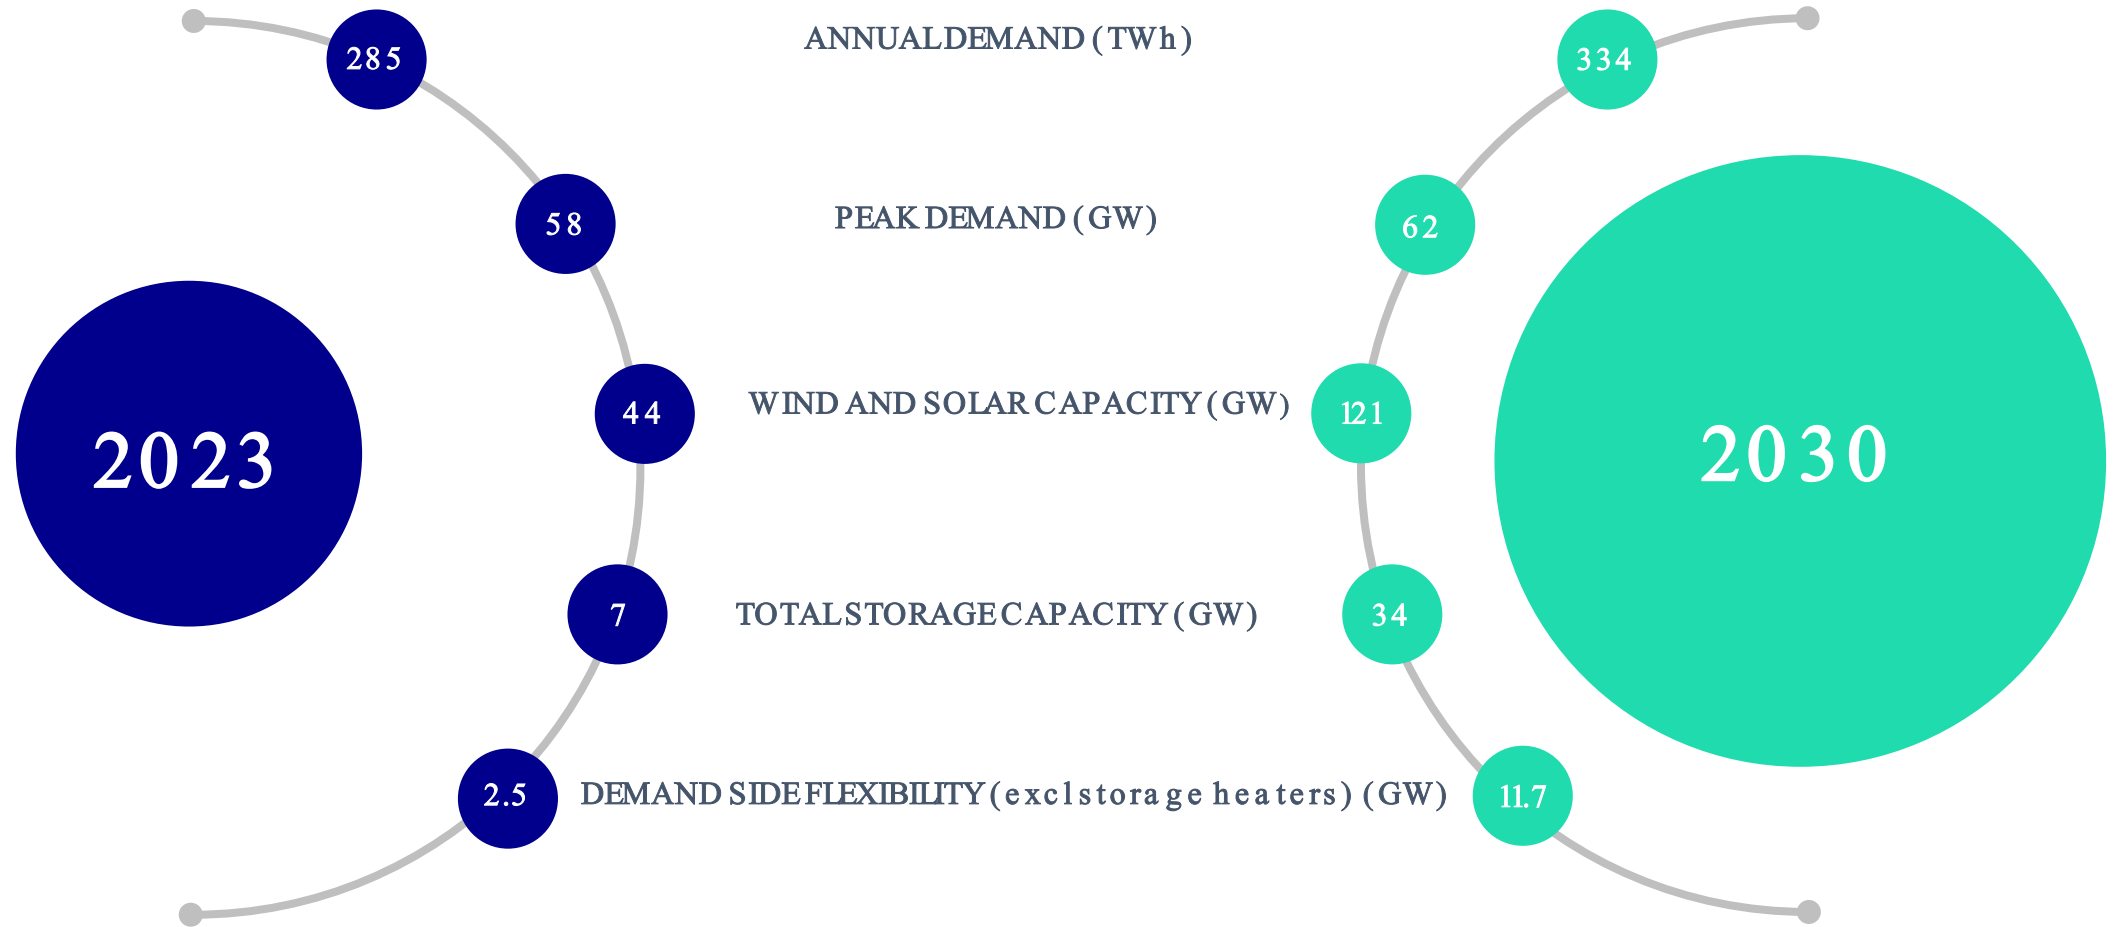 285 ANNUAL DEMAND (TWh) 334
58 PEAK DEMAND (GW) 62
44 WIND AND SOLAR CAPACITY (GW) 121
2023
2030
7 TOTAL STORAGE CAPACITY (GW) 34
2.5 DEMAND SIDE FLEXIBILITY (excl storage heaters) (GW) 11.7